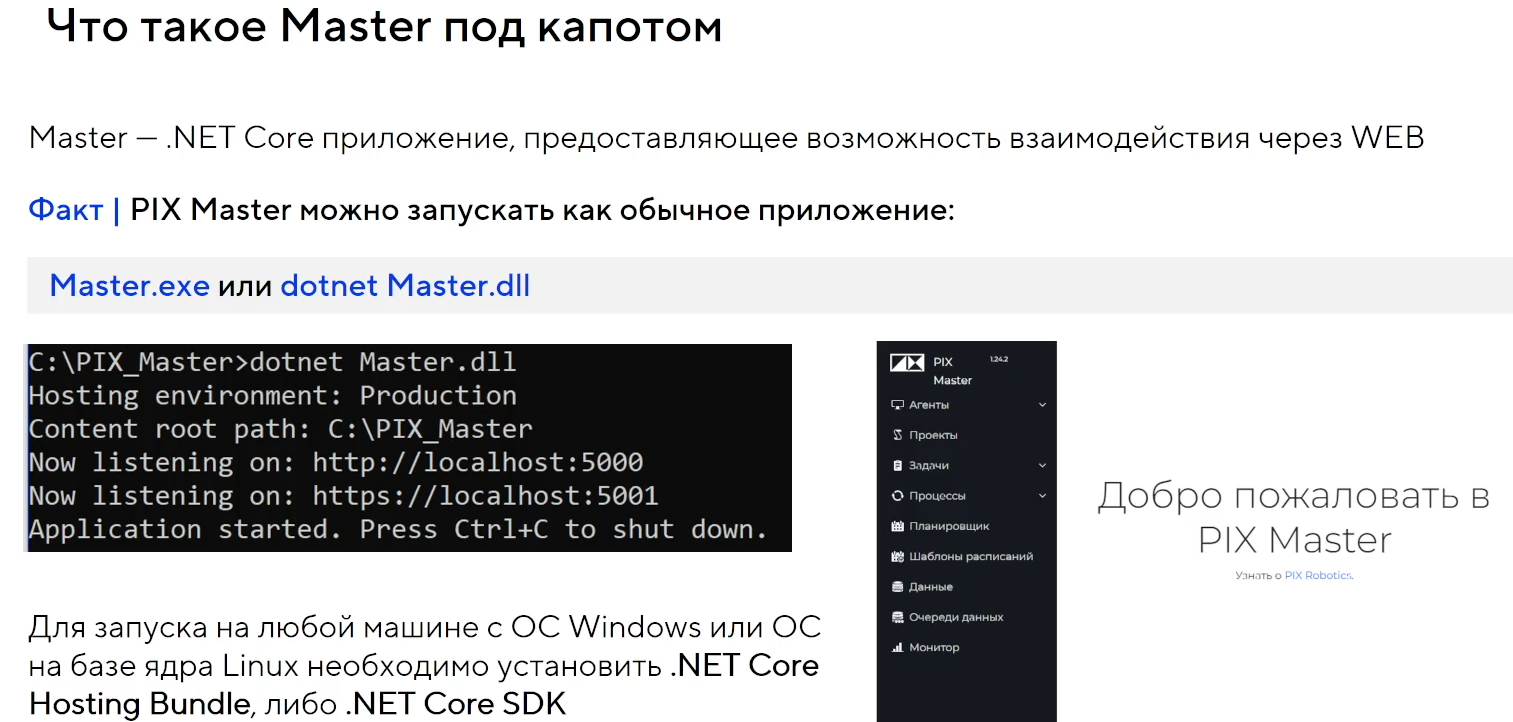 Что такое Master под капотом
Master — .NET Core приложение, предоставляющее возможность взаимодействия через WEB
Факт | PIX Master можно запускать как обычное приложение:
Master.exe или dotnet Master.dll
C:\PIX_Master>dotnet Master.dll
Hosting environment: Production
Content root path: C:\PIX_Master
Now listening on: http://localhost:5000
Now listening on: https://localhost:5001
Application started. Press Ctrl+C to shut down.
Для запуска на любой машине с ОС Windows или ОС
на базе ядра Linux необходимо установить .NET Core
Hosting Bundle, либо .NET Core SDK
PIX 1.24.2
Master
Агенты
Проекты
Задачи
Процессы
Планировщик
Шаблоны расписаний
Данные
Очереди данных
Монитор
Добро пожаловать в
PIX Master
Узнать о PIX Robotics.